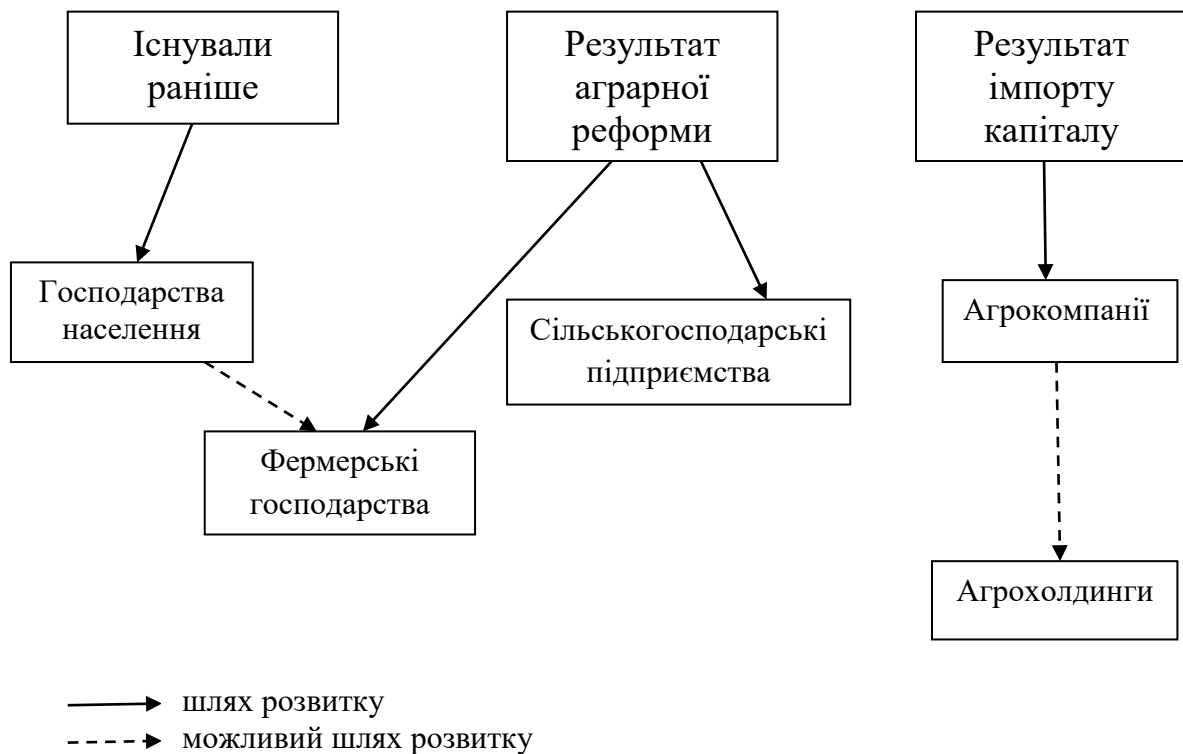 Існували
раніше
Результат
аграрної
реформи
Результат
імпорту
капіталу
Господарства
населення
Сільськогосподарські
підприємства
Агрокомпанії
Фермерські
господарства
Агрохолдинги
шлях розвитку
можливий шлях розвитку